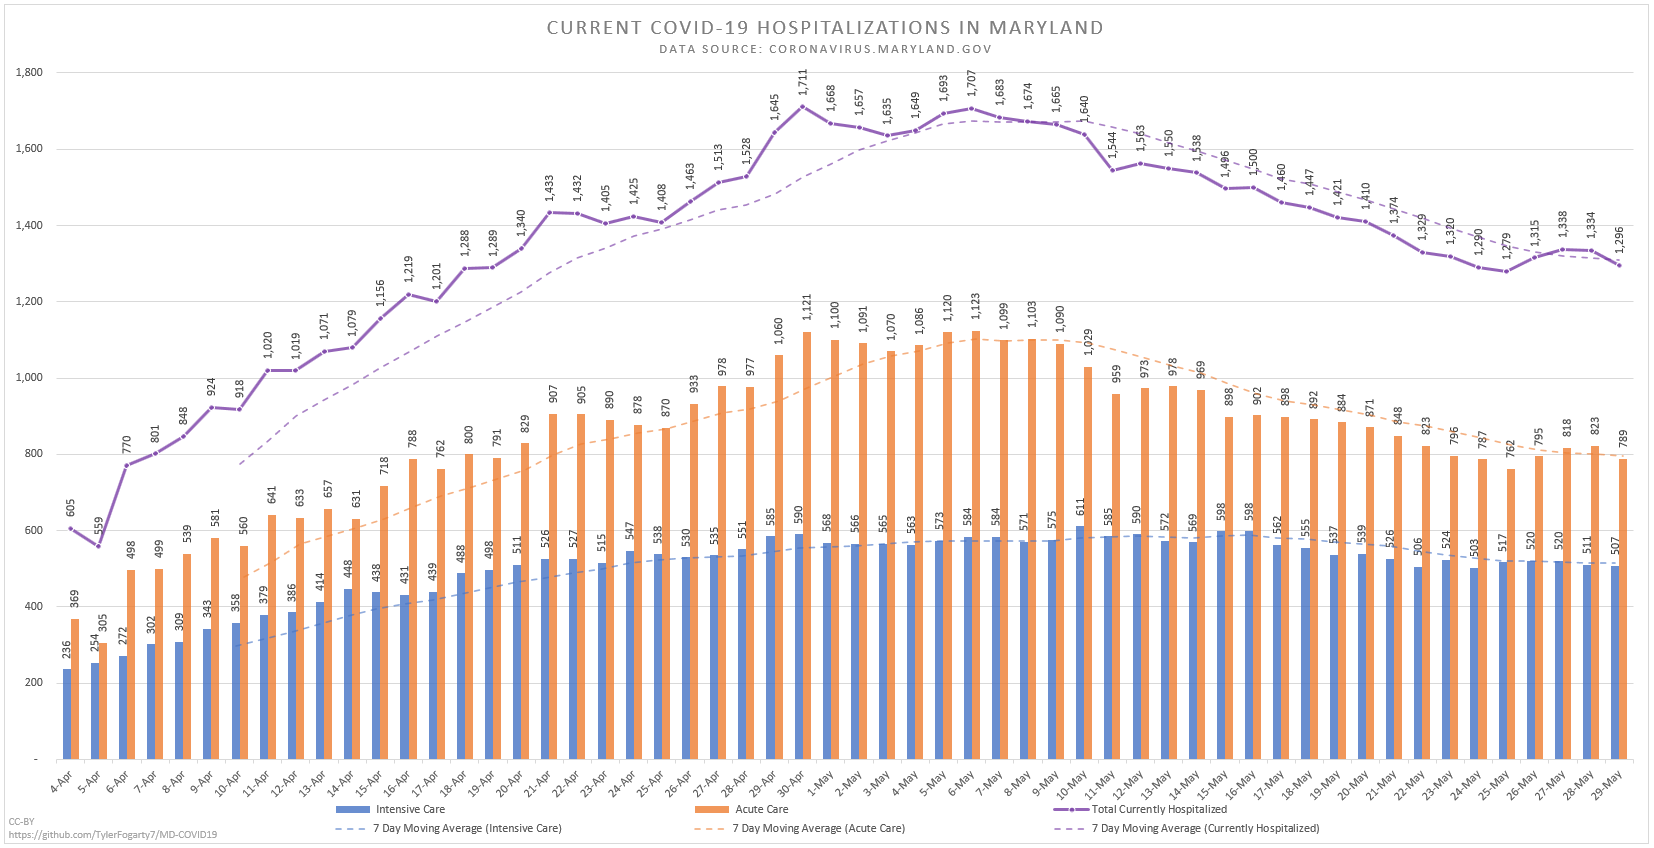 CURRENT COVID-19 HOSPITALIZATIONS IN MARYLAND
DATA SOURCE: CORONAVIRUS.MARYLAND.GOV
1,800
1,600
1,400
1,200
1,000
800
600
400
200
-
605 559 770 801 848 924 918 1,020 1,019 1,071 1,079 1,156 1,219 1,201 1,288 1,289 1,340 1,433 1,432 1,405 1,425 1,408 1,463 1,513 1,528 1,645 1,711 1,668 1,657 1,635 1,649 1,693 1,707 1,683 1,674 1,665 1,640 1,544 1,563 1,550 1,538 1,496 1,500 1,460 1,447 1,421 1,410 1,374 1,329 1,320 1,290 1,279 1,315 1,338 1,334 1,296
369 305 498 499 539 581 560 641 633 657 631 718 788 762 800 791 829 907 905 890 878 870 933 978 977 1,060 1,121 1,100 1,091 1,070 1,086 1,120 1,123 1,099 1,103 1,090 1,029 959 973 978 969 898 902 898 892 884 871 848 823 796 787 762 795 818 823 789
236 254 272 302 309 343 358 379 386 414 448 438 431 439 488 498 511 526 527 515 547 538 530 535 551 585 590 568 566 565 563 573 584 584 571 575 611 585 590 572 569 598 598 562 555 537 539 526 506 524 503 517 520 520 511 507
4-Apr 5-Apr 6-Apr 7-Apr 8-Apr 9-Apr 10-Apr 11-Apr 12-Apr 13-Apr 14-Apr 15-Apr 16-Apr 17-Apr 18-Apr 19-Apr 20-Apr 21-Apr 22-Apr 23-Apr 24-Apr 25-Apr 26-Apr 27-Apr 28-Apr 29-Apr 30-Apr 1-May 2-May 3-May 4-May 5-May 6-May 7-May 8-May 9-May 10-May 11-May 12-May 13-May 14-May 15-May 16-May 17-May 18-May 19-May 20-May 21-May 22-May 23-May 24-May 25-May 26-May 27-May 28-May 29-May
Intensive Care Acute Care Total Currently Hospitalized
7 Day Moving Average (Intensive Care) 7 Day Moving Average (Acute Care) 7 Day Moving Average (Currently Hospitalized)
CC-BY
https://github.com/TylerFogarty7/MD-COVID19